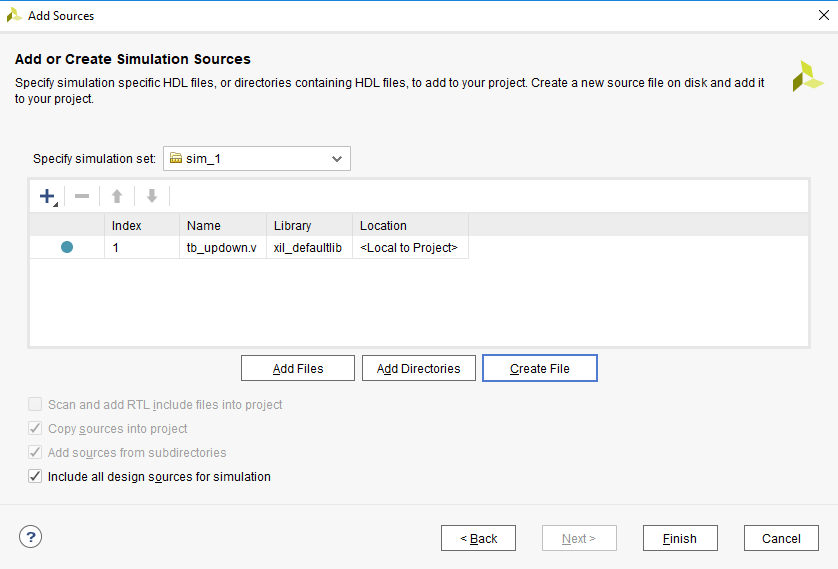 Add Sources
Add or Create Simulation Sources
Specify simulation specific HDL files, or directories containing HDL files, to add to your project. Create a new source file on disk and add it
to your project.
Specify simulation set: sim_1
Index Name Library Location
1 tb_updown.v xil_defaultlib <Local to Project>
Add Files Add Directories Create File
Scan and add RTL include files into project
Copy sources into project
Add sources from subdirectories
Include all design sources for simulation
? < Back Next > Finish Cancel